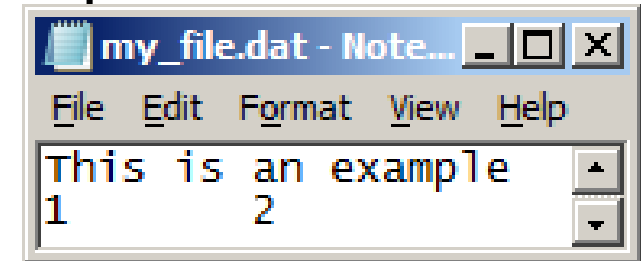 my_file.dat - Note...
File Edit Format View Help
This is an example
1 2